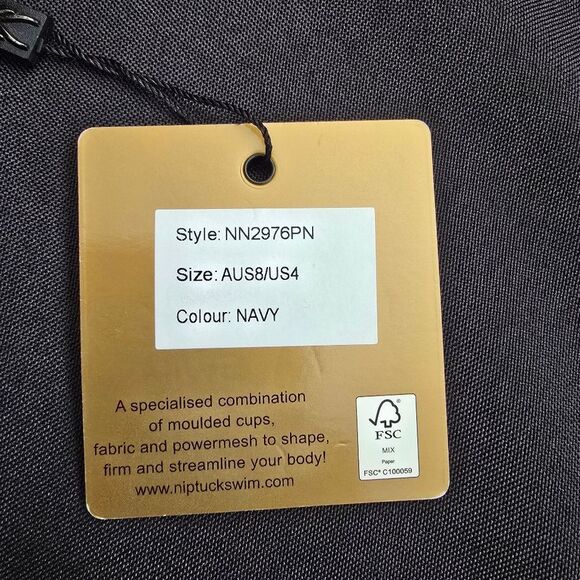 Style: NN2976PN
Size: AUS8/US4
Colour: NAVY
A specialised combination
of moulded cups,
fabric and powermesh to shape,
firm and streamline your body!
www.niptuckswim.com
FSC
MIX
Paper
FSC® C100059